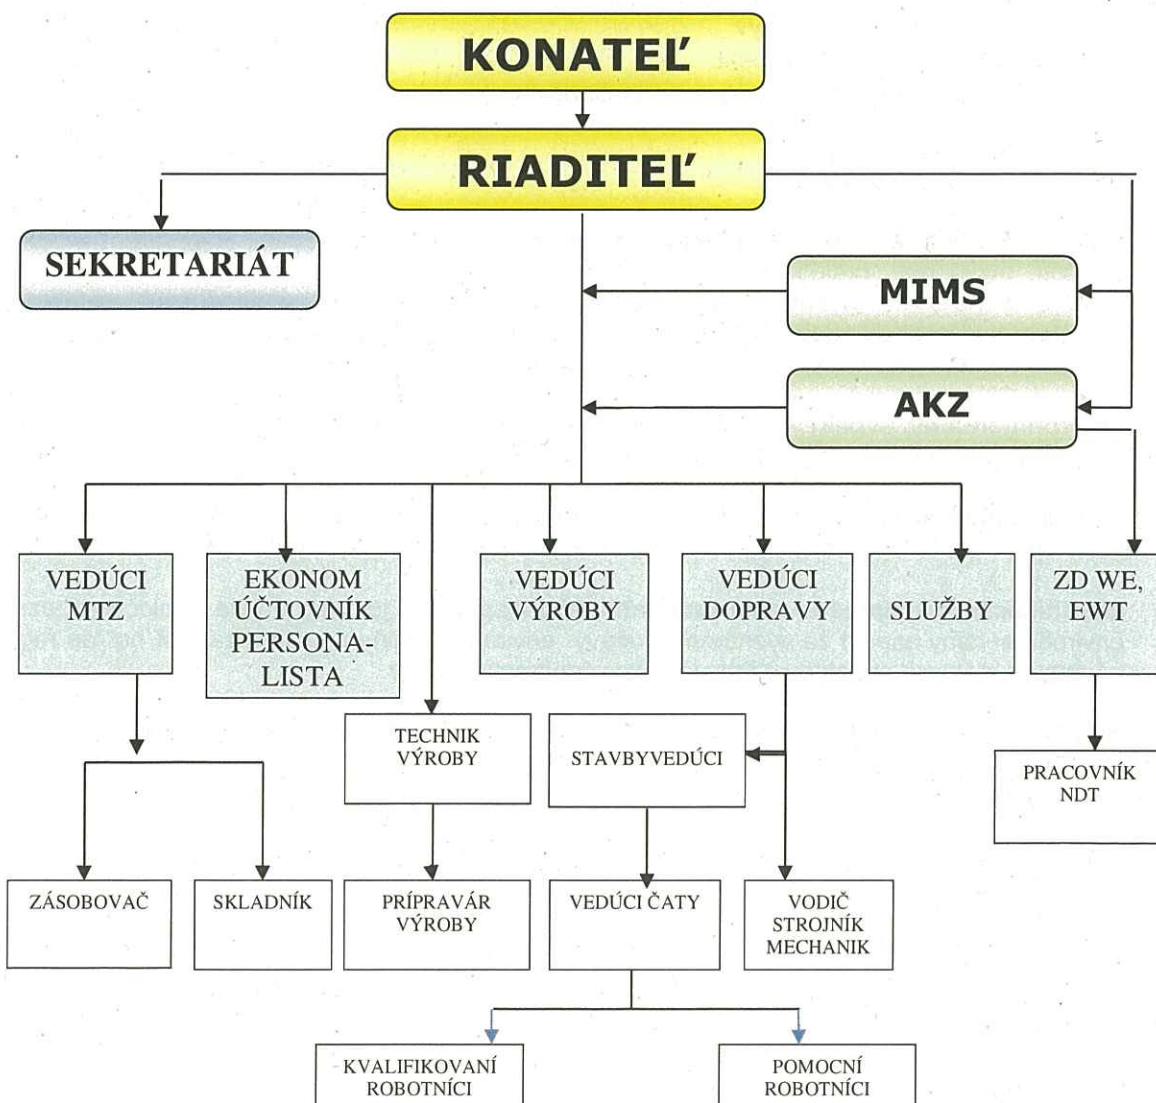 KONATEĽ
RIADITEĽ
SEKRETARIÁT
MIMS
AKZ
VEDÚCI
MTZ
EKONOM
ÚČTOVNÍK
PERSONA-
LISTA
VEDÚCI
VÝROBY
VEDÚCI
DOPRAVY
SLUŽBY
ZD WE,
EWT
TECHNIK
VÝROBY
STAVBYVEDÚCI
PRACOVNÍK
NDT
ZÁSOBOVAČ
SKLADNÍK
PRÍPRAVÁR
VÝROBY
VEDÚCI ČATY
VODIČ
STROJNÍK
MECHANIK
KVALIFIKOVANÍ
ROBOTNÍCI
POMOCNÍ
ROBOTNÍCI